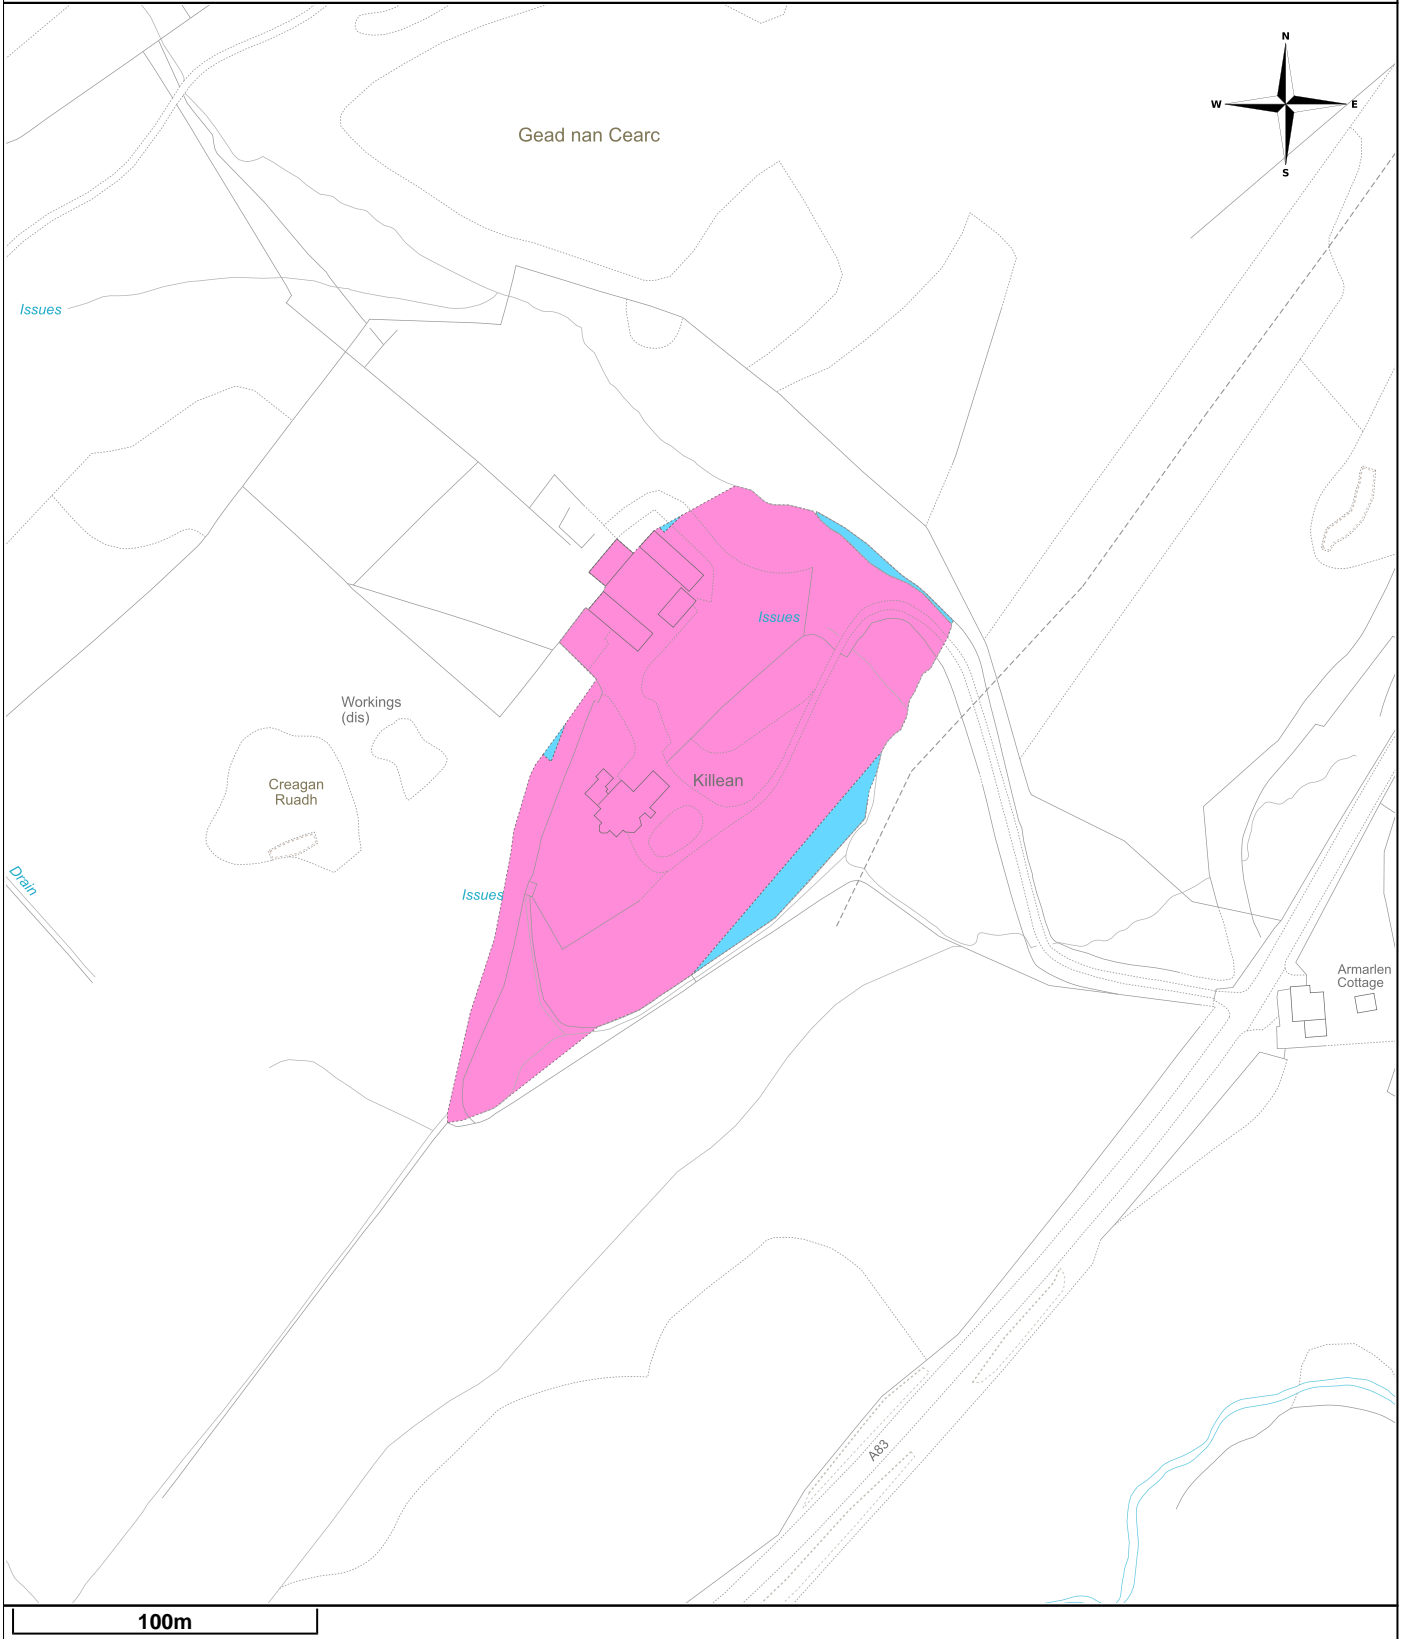 N
W
E
S
Gead nan Cearc
Issues
Issues
Workings
(dis)
Creagan
Ruadh
Killean
Drain
Issues
Armarlen
Cottage
A83
100m